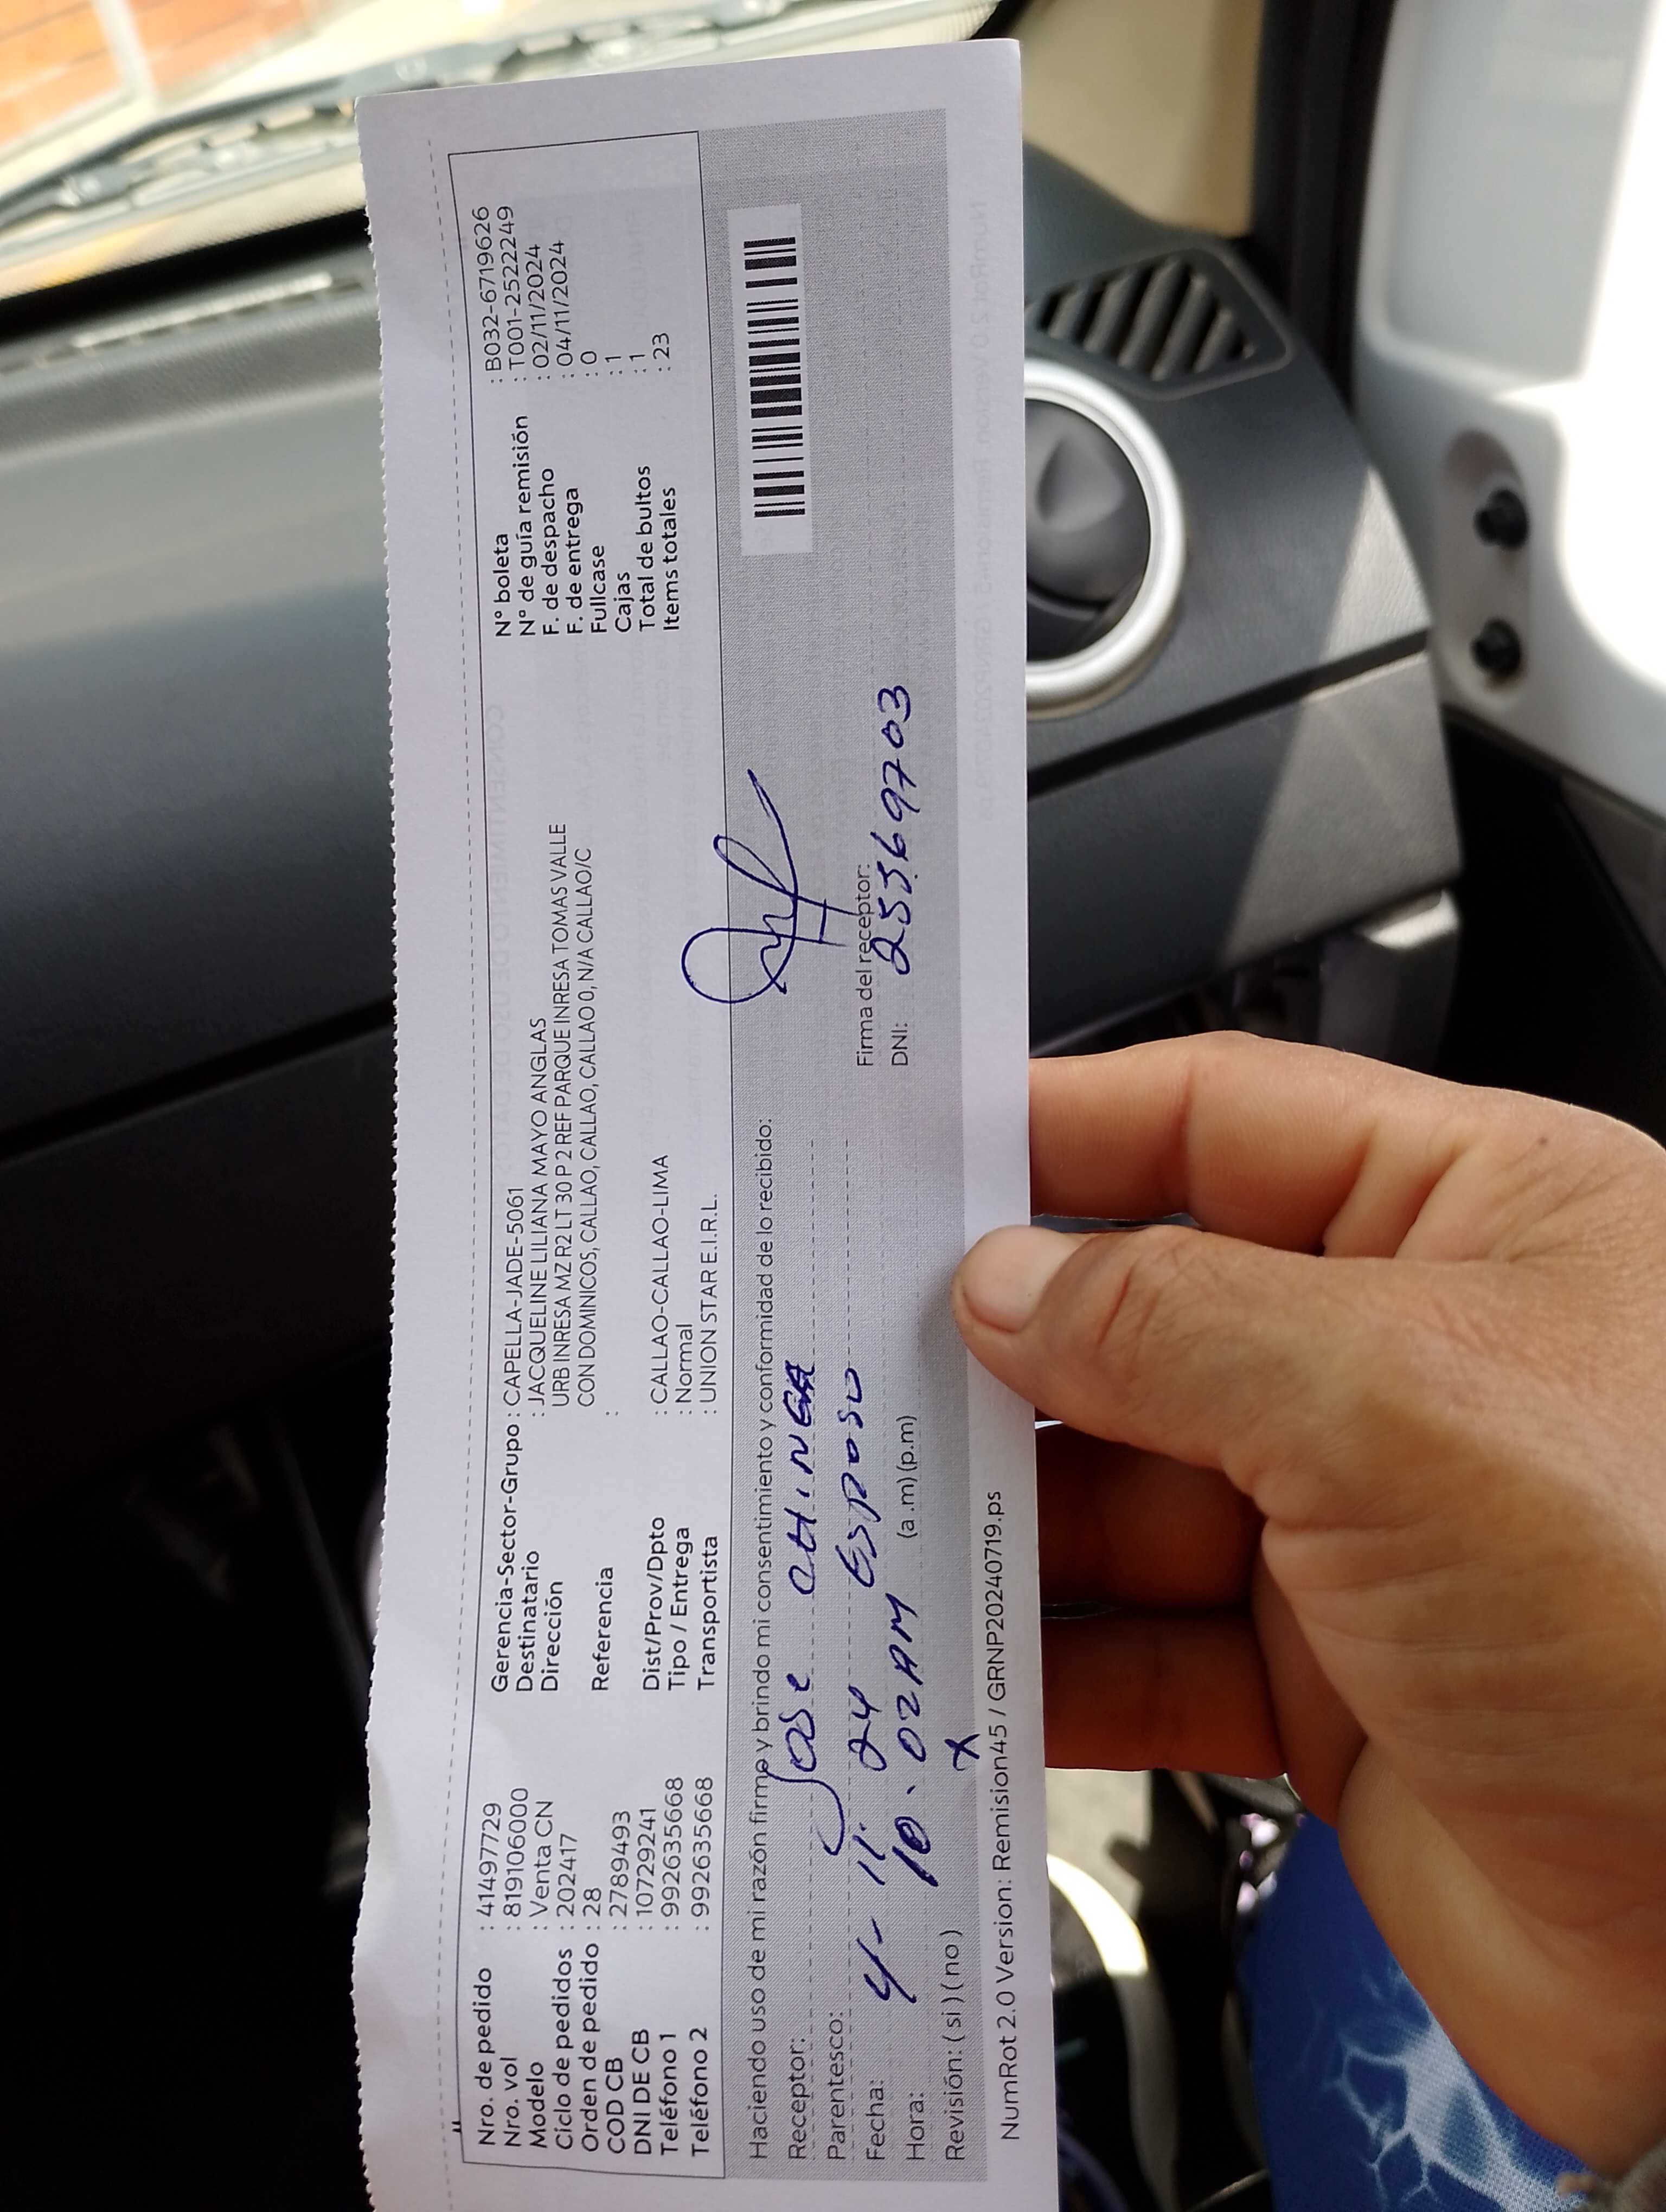 Nro. de pedido : 41497729
Nro. vol : 819106000
Modelo : Venta CN
Ciclo de pedidos : 202417
Orden de pedido : 28
COD CB : 2789493
DNI DE CB : 10729241
Teléfono 1 : 992635668
Teléfono 2 : 992635668
Gerencia-Sector-Grupo : CAPELLA-JADE-5061
Destinatario : JACQUELINE LILIANA MAYO ANGLAS
Dirección URB INRESA MZ R2 LT 30 P 2 REF PARQUE INRESA TOMAS VALLE
CON DOMINICOS, CALLAO, CALLAO, CALLAO 0, N/A CALLAO/C
Referencia :
Dist/Prov/Dpto : CALLAO-CALLAO-LIMA
Tipo / Entrega : Normal
Transportista : UNION STAR E.I.R.L.
N° boleta : B032-6719626
N° de guía remisión : T001-2522249
F. de despacho : 02/11/2024
F. de entrega : 04/11/2024
Fullcase : 0
Cajas : 1
Total de bultos : 1
Items totales : 23
Haciendo uso de mi razón firmo y brindo mi consentimiento y conformidad de lo recibido:
Receptor: Jose CHINGA
Parentesco: ESPOSO
Fecha: 4-11-24
Hora: 10.02AM (a .m) (p.m)
Revisión: ( si ) ( no ) X
Firma del receptor:
DNI: 25369703
NumRot 2.0 Version: Remision45 / GRNP20240719.ps